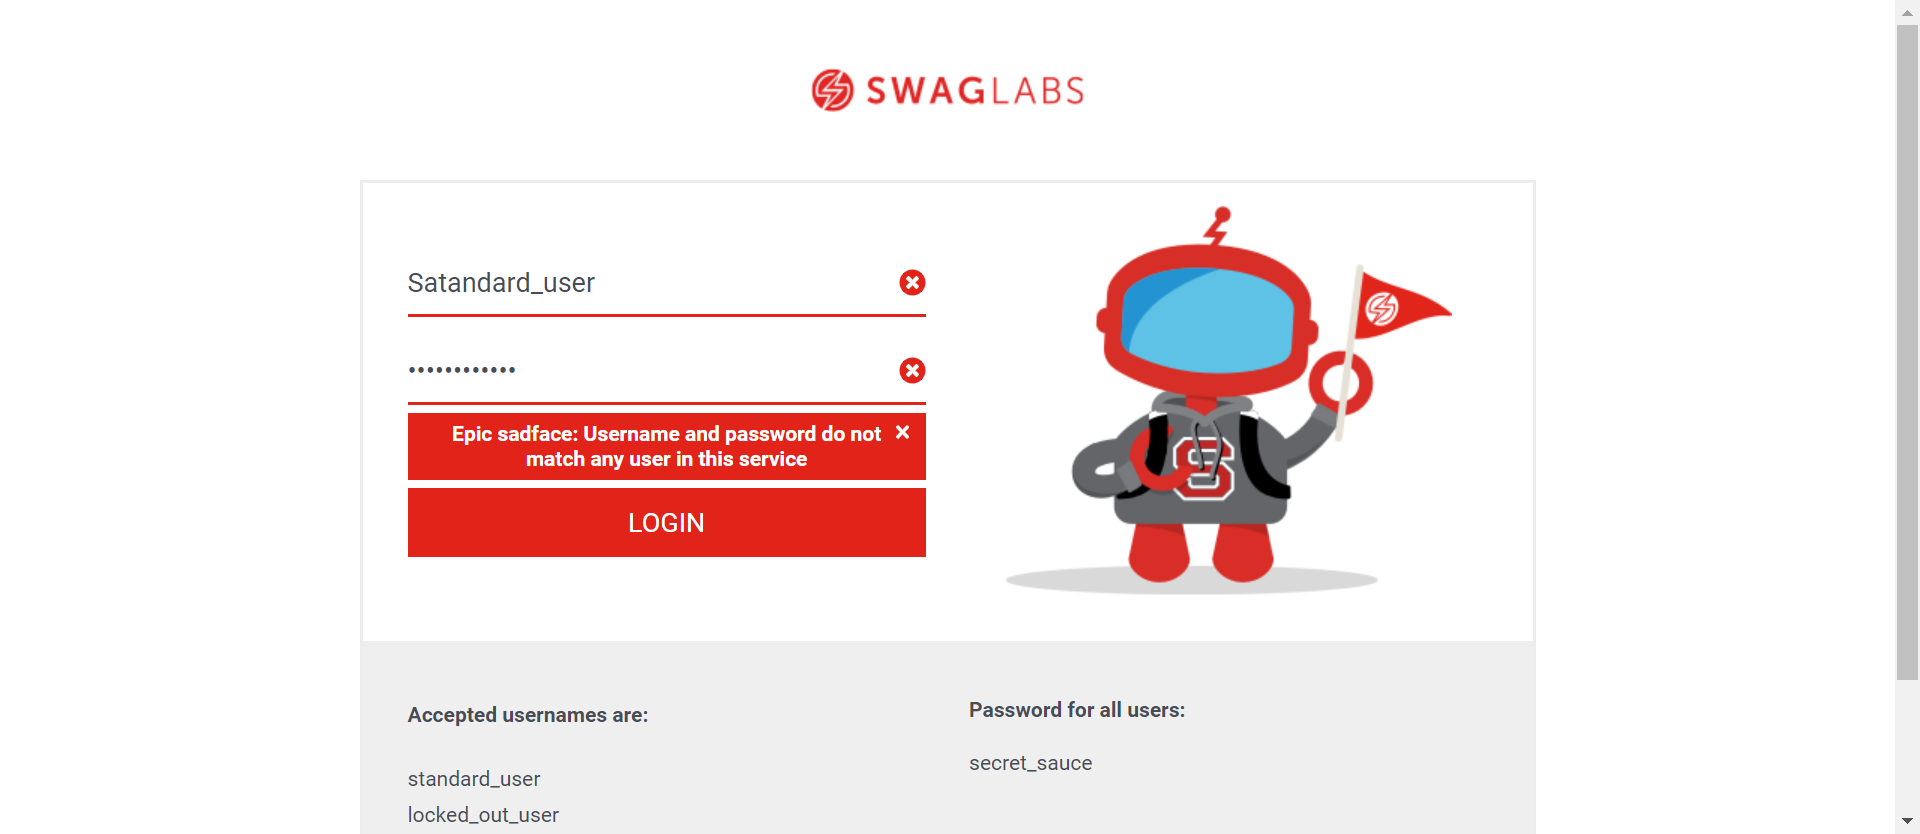 SWAGLABS
Satandard_user
••••••••••••
Epic sadface: Username and password do not
match any user in this service
LOGIN
S
Accepted usernames are:
standard_user
locked_out_user
Password for all users:
secret_sauce